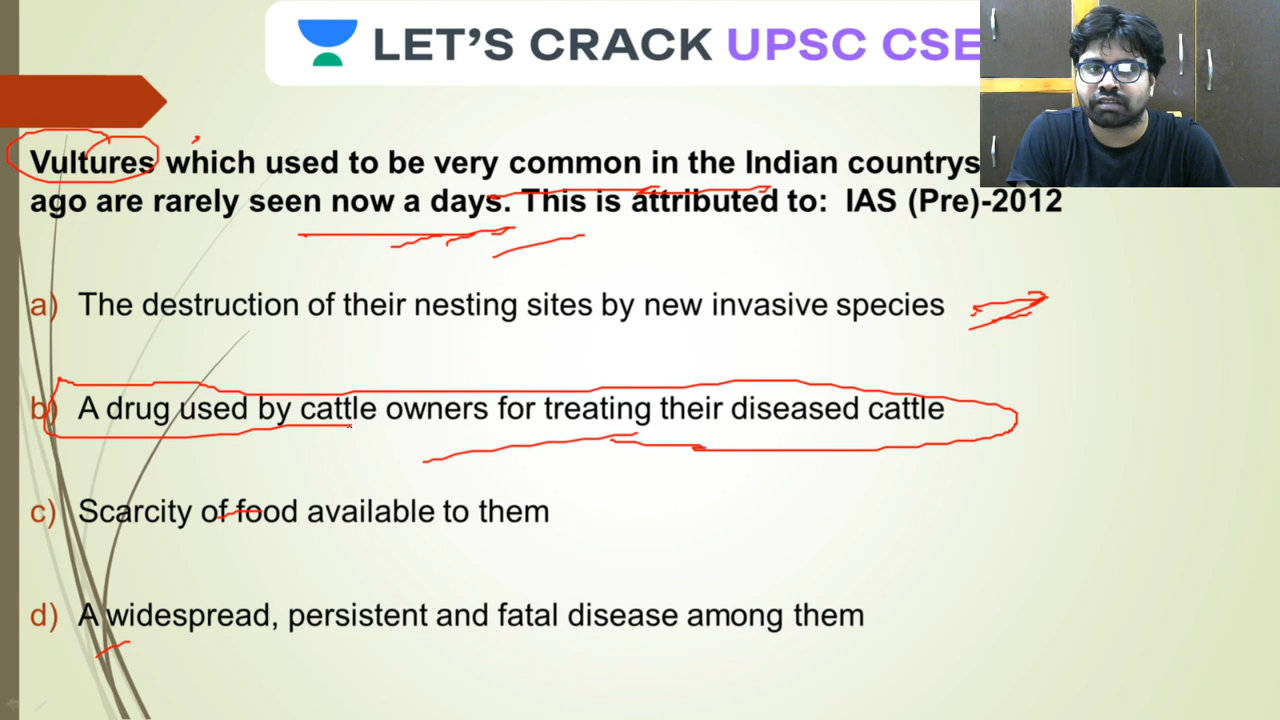 LET'S CRACK UPSC CSE
Vultures which used to be very common in the Indian countrys
ago are rarely seen now a days. This is attributed to: IAS (Pre)-2012
a) The destruction of their nesting sites by new invasive species
b) A drug used by cattle owners for treating their diseased cattle
c) Scarcity of food available to them
d) A widespread, persistent and fatal disease among them